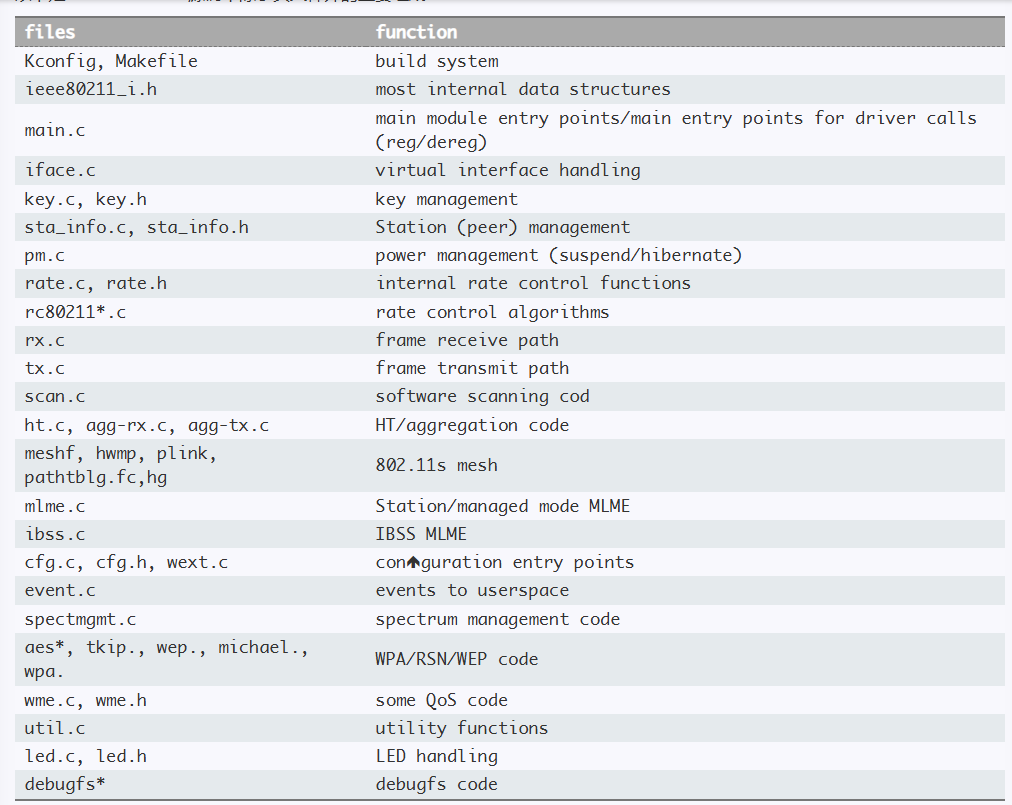 files function
Kconfig, Makefile build system
ieee80211_i.h most internal data structures
main.c main module entry points/main entry points for driver calls
(reg/dereg)
iface.c virtual interface handling
key.c, key.h key management
sta_info.c, sta_info.h Station (peer) management
pm.c power management (suspend/hibernate)
rate.c, rate.h internal rate control functions
rc80211*.c rate control algorithms
rx.c frame receive path
tx.c frame transmit path
scan.c software scanning cod
ht.c, agg-rx.c, agg-tx.c HT/aggregation code
meshf, hwmp, plink,
pathtblg.fc,hg 802.11s mesh
mlme.c Station/managed mode MLME
ibss.c IBSS MLME
cfg.c, cfg.h, wext.c con🡅guration entry points
event.c events to userspace
spectmgmt.c spectrum management code
aes*, tkip., wep., michael.,
wpa. WPA/RSN/WEP code
wme.c, wme.h some QoS code
util.c utility functions
led.c, led.h LED handling
debugfs* debugfs code